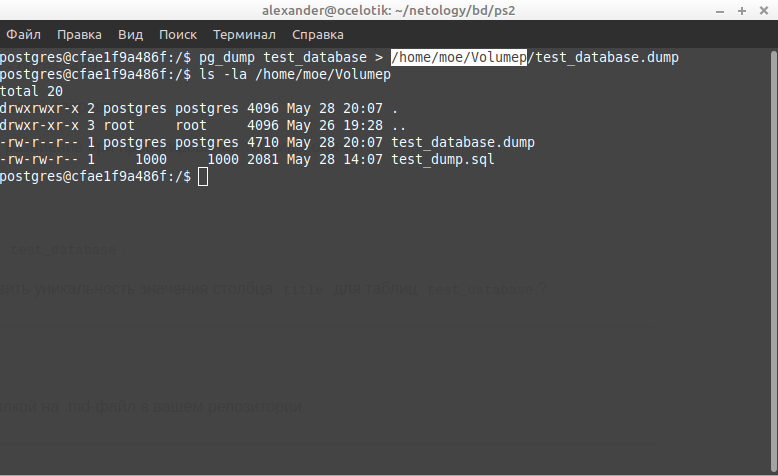 alexander@ocelotik: ~/netology/bd/ps2
Файл Правка Вид Поиск Терминал Справка
postgres@cfae1f9a486f:/$ pg_dump test_database > /home/moe/Volumep/test_database.dump
postgres@cfae1f9a486f:/$ ls -la /home/moe/Volumep
total 20
drwxrwxr-x 2 postgres postgres 4096 May 28 20:07 .
drwxr-xr-x 3 root     root     4096 May 26 19:28 ..
-rw-r--r-- 1 postgres postgres 4710 May 28 20:07 test_database.dump
-rw-rw-r-- 1     1000     1000 2081 May 28 14:07 test_dump.sql
postgres@cfae1f9a486f:/$
test_database
уникальность значения столбца title для таблиц test_database ?
на .md-файл в вашем репозитории